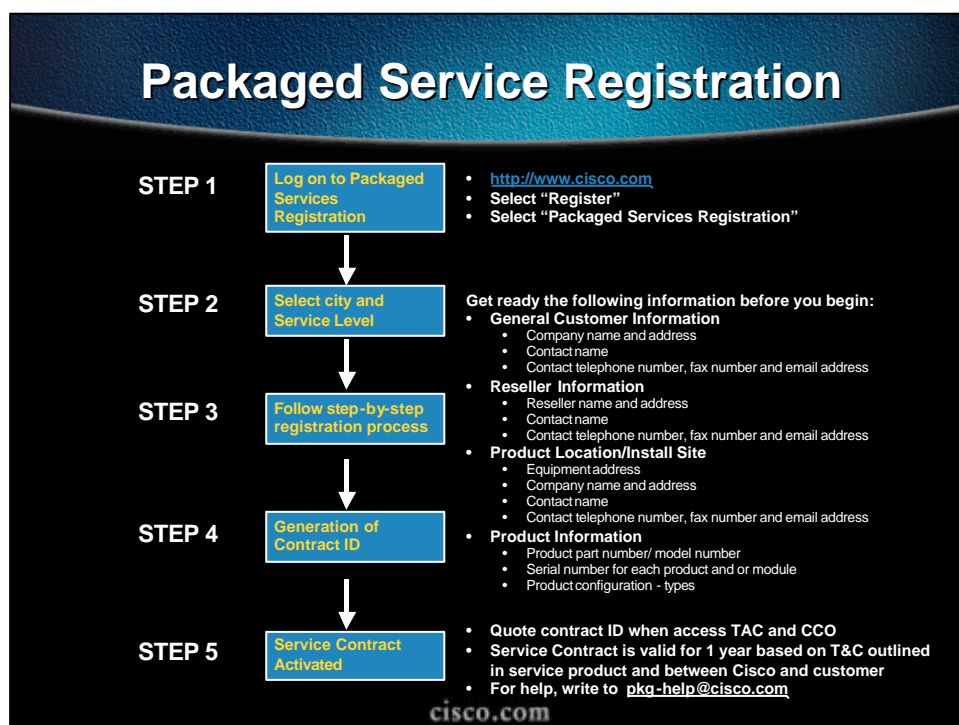 Packaged Service Registration
STEP 1
Log on to Packaged
Services
Registration
• http://www.cisco.com
• Select “Register”
• Select “Packaged Services Registration”
STEP 2
Select city and
Service Level
Get ready the following information before you begin:
• General Customer Information
• Company name and address
• Contact name
• Contact telephone number, fax number and email address
• Reseller Information
• Reseller name and address
• Contact name
• Contact telephone number, fax number and email address
STEP 3
Follow step-by-step
registration process
• Product Location/Install Site
• Equipment address
• Company name and address
• Contact name
• Contact telephone number, fax number and email address
STEP 4
Generation of
Contract ID
• Product Information
• Product part number/ model number
• Serial number for each product and or module
• Product configuration - types
STEP 5
Service Contract
Activated
• Quote contract ID when access TAC and CCO
• Service Contract is valid for 1 year based on T&C outlined
in service product and between Cisco and customer
• For help, write to pkg-help@cisco.com
cisco.com